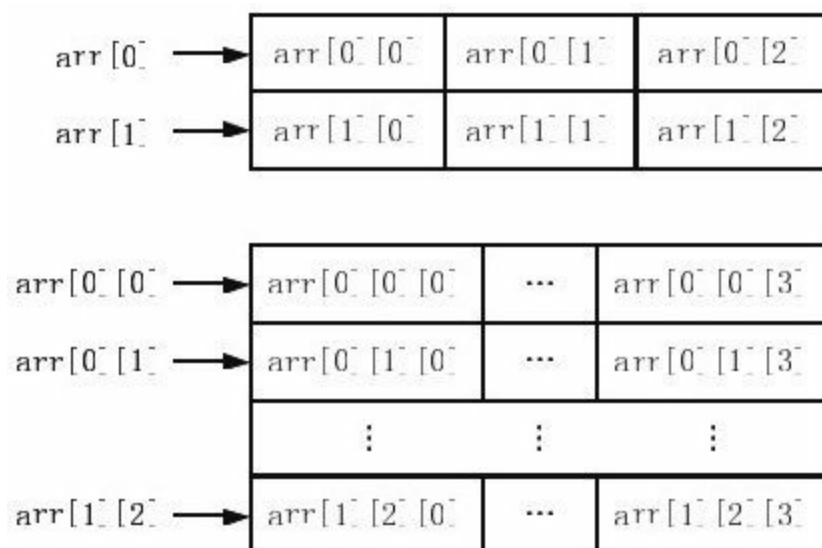 arr[0] arr[0][0] arr[0][1] arr[0][2]
arr[1] arr[1][0] arr[1][1] arr[1][2]
arr[0][0] arr[0][0][0] ... arr[0][0][3]
arr[0][1] arr[0][1][0] ... arr[0][1][3]
⋮ ⋮ ⋮
arr[1][2] arr[1][2][0] ... arr[1][2][3]